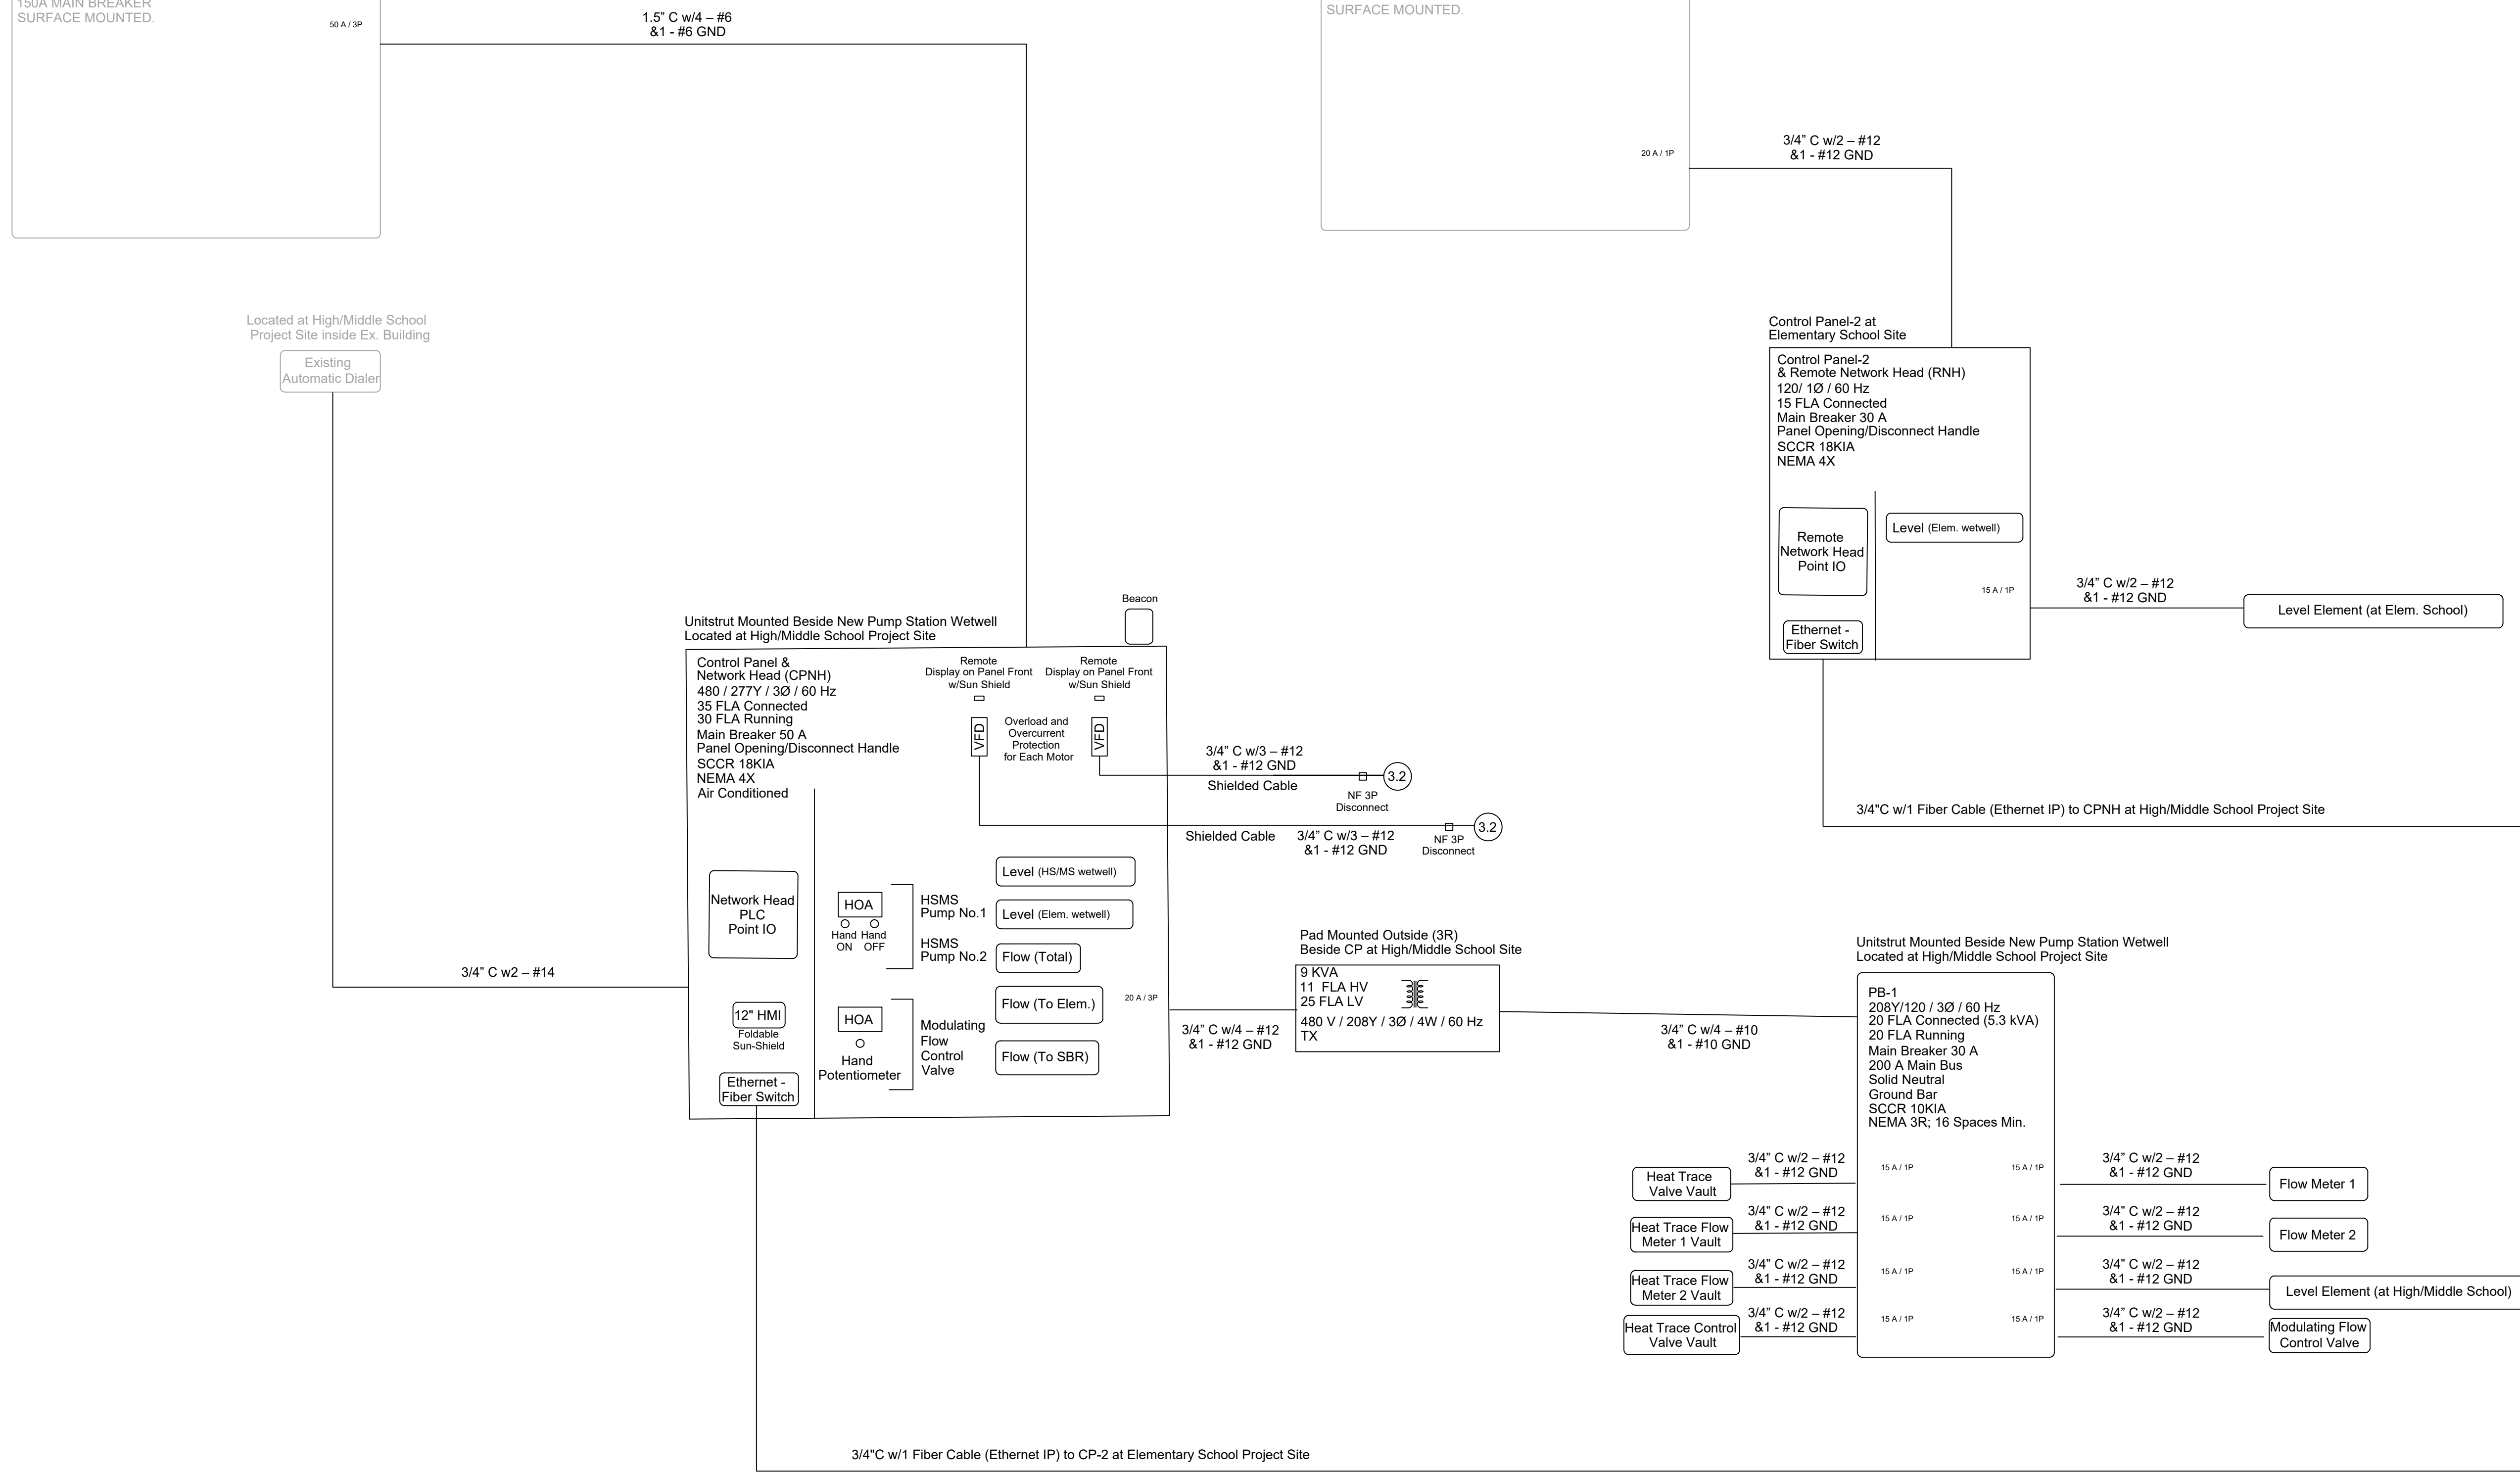 150A MAIN BREAKER
SURFACE MOUNTED.
50 A / 3P
1.5” C w/4 – #6
&1 - #6 GND
SURFACE MOUNTED.
20 A / 1P
3/4” C w/2 – #12
&1 - #12 GND
Located at High/Middle School
Project Site inside Ex. Building
Existing
Automatic Dialer
3/4” C w2 – #14
Control Panel-2 at
Elementary School Site
Control Panel-2
& Remote Network Head (RNH)
120/ 1Ø / 60 Hz
15 FLA Connected
Main Breaker 30 A
Panel Opening/Disconnect Handle
SCCR 18KIA
NEMA 4X
Remote
Network Head
Point IO
Level (Elem. wetwell)
15 A / 1P
Ethernet -
Fiber Switch
3/4” C w/2 – #12
&1 - #12 GND
Level Element (at Elem. School)
3/4"C w/1 Fiber Cable (Ethernet IP) to CPNH at High/Middle School Project Site
Beacon
Unitstrut Mounted Beside New Pump Station Wetwell
Located at High/Middle School Project Site
Control Panel &
Network Head (CPNH)
480 / 277Y / 3Ø / 60 Hz
35 FLA Connected
30 FLA Running
Main Breaker 50 A
Panel Opening/Disconnect Handle
SCCR 18KIA
NEMA 4X
Air Conditioned
Remote
Display on Panel Front
w/Sun Shield
Remote
Display on Panel Front
w/Sun Shield
VFD
Overload and
Overcurrent
Protection
for Each Motor
VFD
3/4” C w/3 – #12
&1 - #12 GND
Shielded Cable
3.2
NF 3P
Disconnect
Shielded Cable
3/4” C w/3 – #12
&1 - #12 GND
3.2
NF 3P
Disconnect
Network Head
PLC
Point IO
HOA
Hand
ON
Hand
OFF
HSMS
Pump No.1
HSMS
Pump No.2
Level (HS/MS wetwell)
Level (Elem. wetwell)
Flow (Total)
Flow (To Elem.)
Flow (To SBR)
20 A / 3P
12" HMI
Foldable
Sun-Shield
HOA
Hand
Potentiometer
Modulating
Flow
Control
Valve
Ethernet -
Fiber Switch
3/4” C w/4 – #12
&1 - #12 GND
Pad Mounted Outside (3R)
Beside CP at High/Middle School Site
9 KVA
11 FLA HV
25 FLA LV
480 V / 208Y / 3Ø / 4W / 60 Hz
TX
3/4” C w/4 – #10
&1 - #10 GND
Unitstrut Mounted Beside New Pump Station Wetwell
Located at High/Middle School Project Site
PB-1
208Y/120 / 3Ø / 60 Hz
20 FLA Connected (5.3 kVA)
20 FLA Running
Main Breaker 30 A
200 A Main Bus
Solid Neutral
Ground Bar
SCCR 10KIA
NEMA 3R; 16 Spaces Min.
Heat Trace
Valve Vault
3/4” C w/2 – #12
&1 - #12 GND
15 A / 1P
15 A / 1P
3/4” C w/2 – #12
&1 - #12 GND
Flow Meter 1
Heat Trace Flow
Meter 1 Vault
3/4” C w/2 – #12
&1 - #12 GND
15 A / 1P
15 A / 1P
3/4” C w/2 – #12
&1 - #12 GND
Flow Meter 2
Heat Trace Flow
Meter 2 Vault
3/4” C w/2 – #12
&1 - #12 GND
15 A / 1P
15 A / 1P
3/4” C w/2 – #12
&1 - #12 GND
Level Element (at High/Middle School)
Heat Trace Control
Valve Vault
3/4” C w/2 – #12
&1 - #12 GND
15 A / 1P
15 A / 1P
3/4” C w/2 – #12
&1 - #12 GND
Modulating Flow
Control Valve
3/4"C w/1 Fiber Cable (Ethernet IP) to CP-2 at Elementary School Project Site